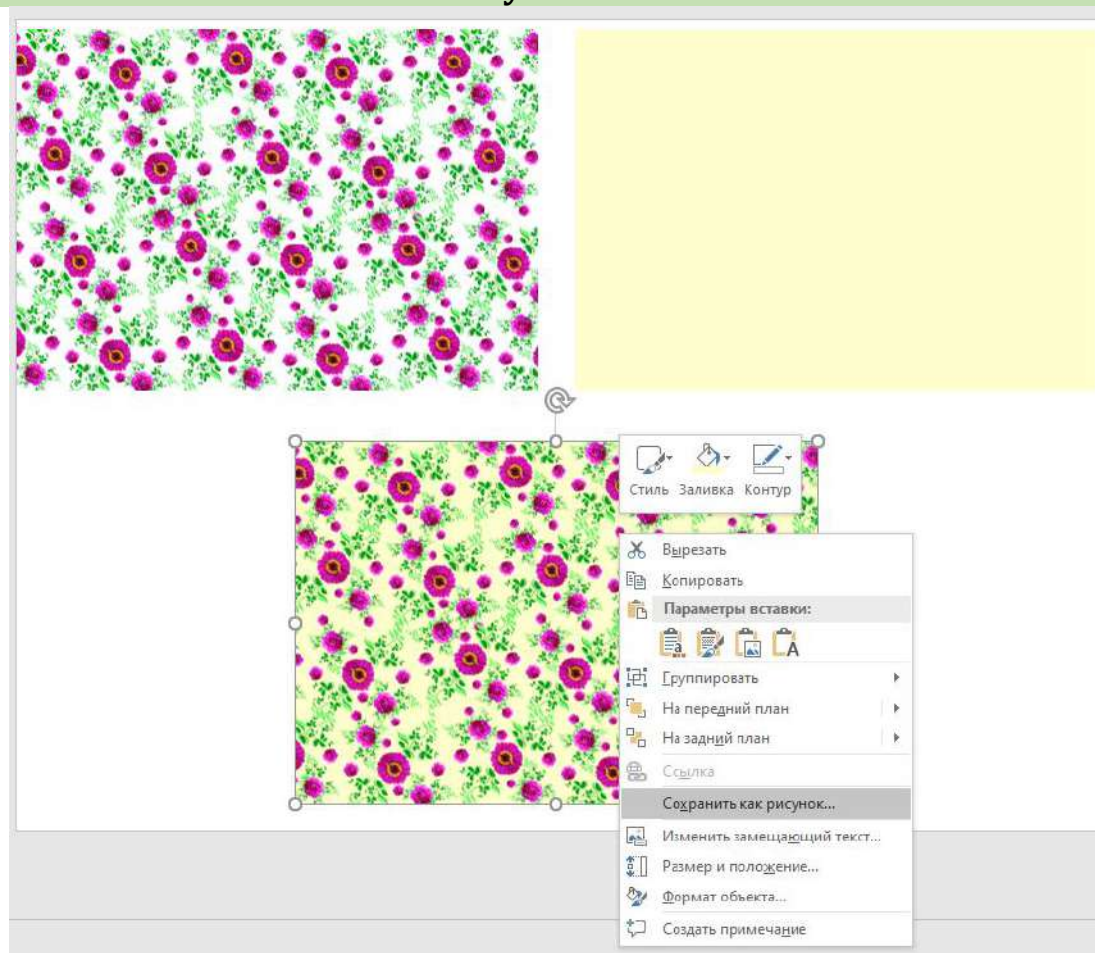 Стиль Заливка Контур
Вырезать
Копировать
Параметры вставки:
Группировать
На передний план
На задний план
Ссылка
Сохранить как рисунок...
Изменить замещающий текст...
Размер и положение...
Формат объекта...
Создать примечание